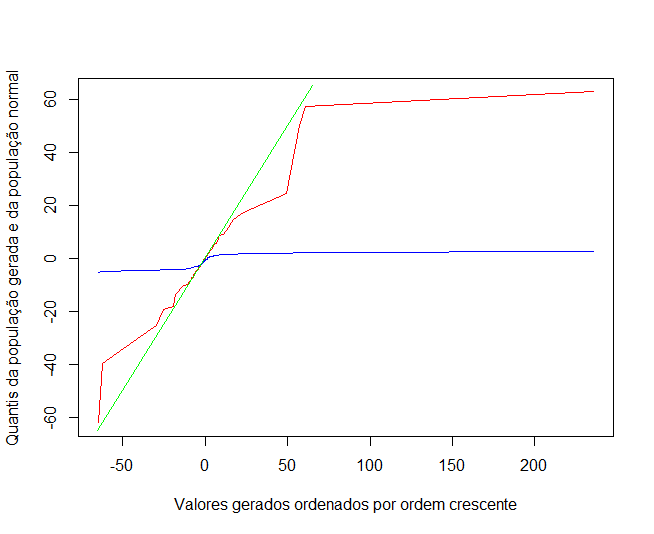 Quantis da população gerada e da população normal
60
40
20
0
-20
-40
-60
-50 0 50 100 150 200
Valores gerados ordenados por ordem crescente